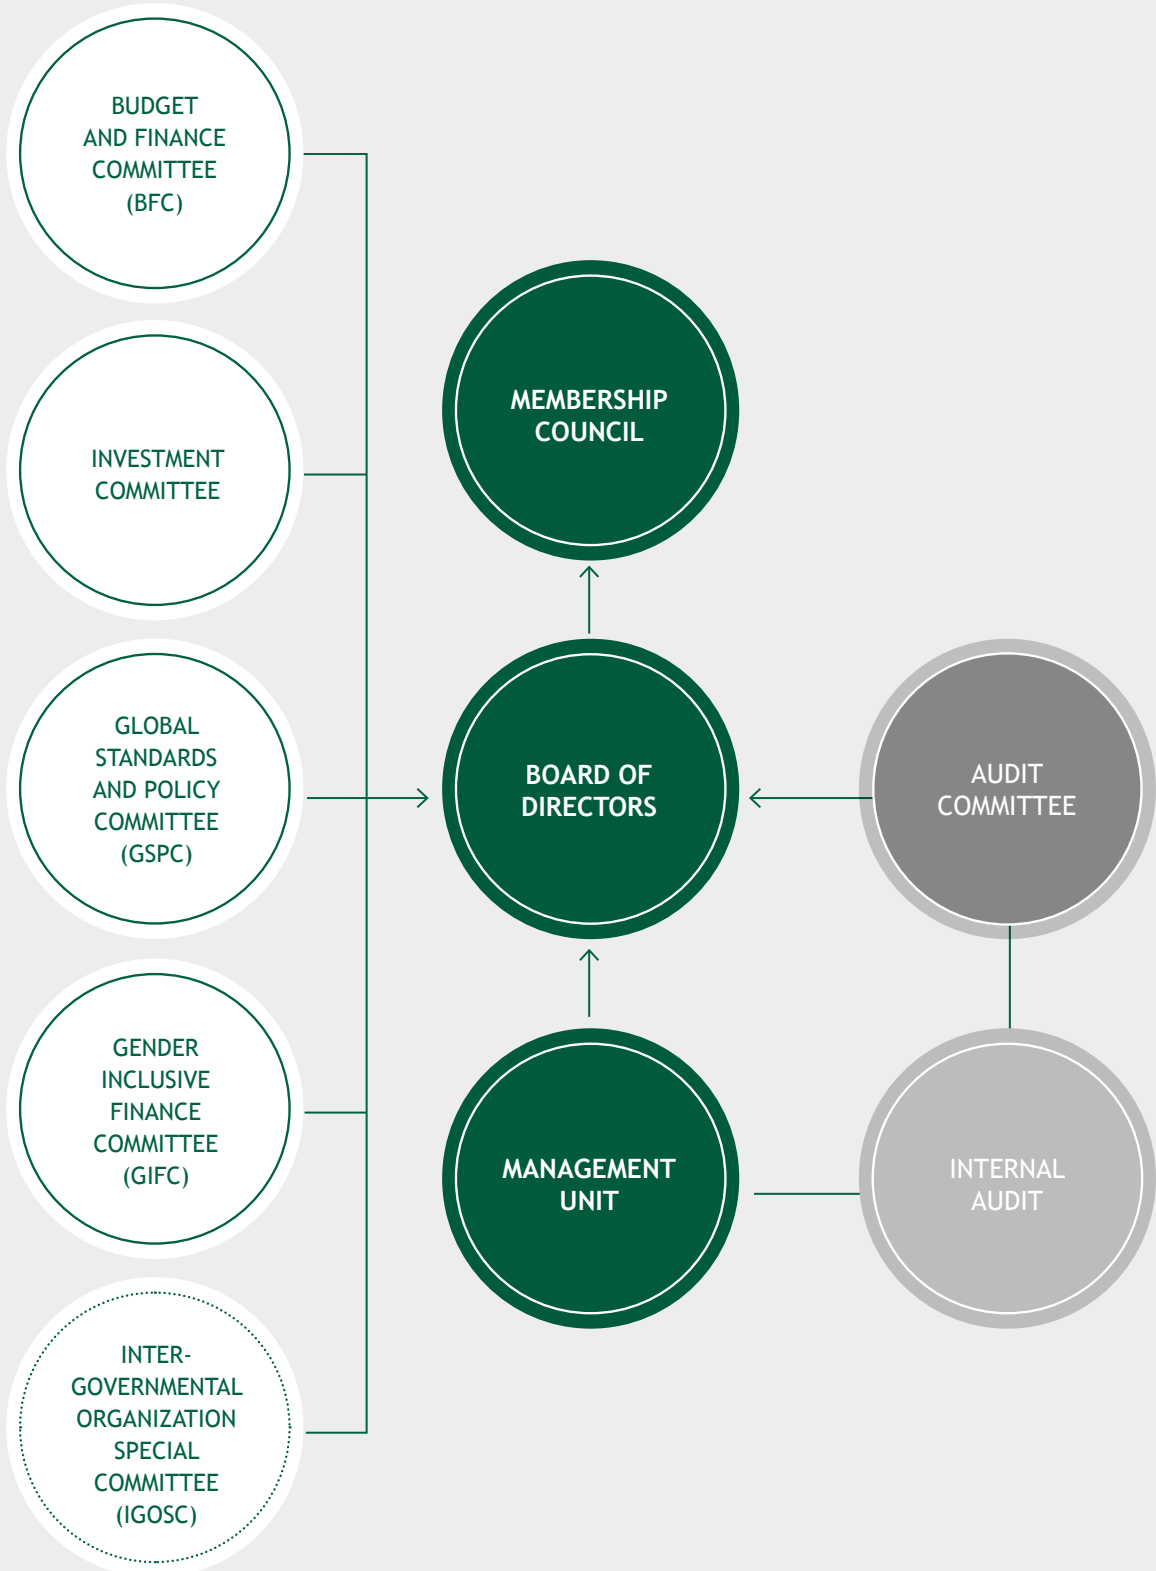 BUDGET
AND FINANCE
COMMITTEE
(BFC)
INVESTMENT
COMMITTEE
GLOBAL
STANDARDS
AND POLICY
COMMITTEE
(GSPC)
GENDER
INCLUSIVE
FINANCE
COMMITTEE
(GIFC)
INTER-
GOVERNMENTAL
ORGANIZATION
SPECIAL
COMMITTEE
(IGOSC)
MEMBERSHIP
COUNCIL
BOARD OF
DIRECTORS
MANAGEMENT
UNIT
AUDIT
COMMITTEE
INTERNAL
AUDIT